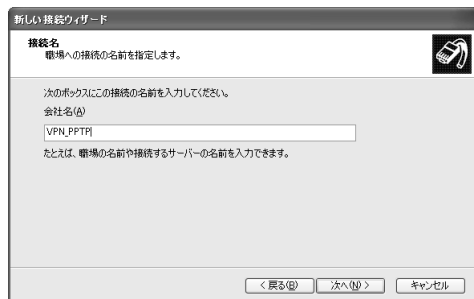 新しい接続ウィザード
接続名
職場への接続の名前を指定します。
次のボックスにこの接続の名前を入力してください。
会社名(A)
VPN_PPTP
たとえば、職場の名前や接続するサーバーの名前を入力できます。
< 戻る(B)
次へ(N) >
キャンセル